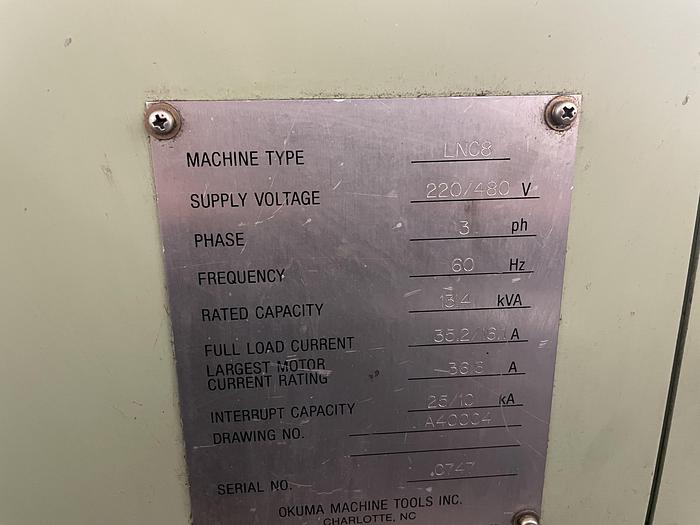 MACHINE TYPE LNC8
SUPPLY VOLTAGE 220/480 V
PHASE 3 ph
FREQUENCY 60 Hz
RATED CAPACITY 13.4 kVA
FULL LOAD CURRENT 35.2/16.1 A
LARGEST MOTOR
CURRENT RATING A
INTERRUPT CAPACITY 25/10 kA
DRAWING NO. A40004
SERIAL NO. 0747
OKUMA MACHINE TOOLS INC.
CHARLOTTE, NC